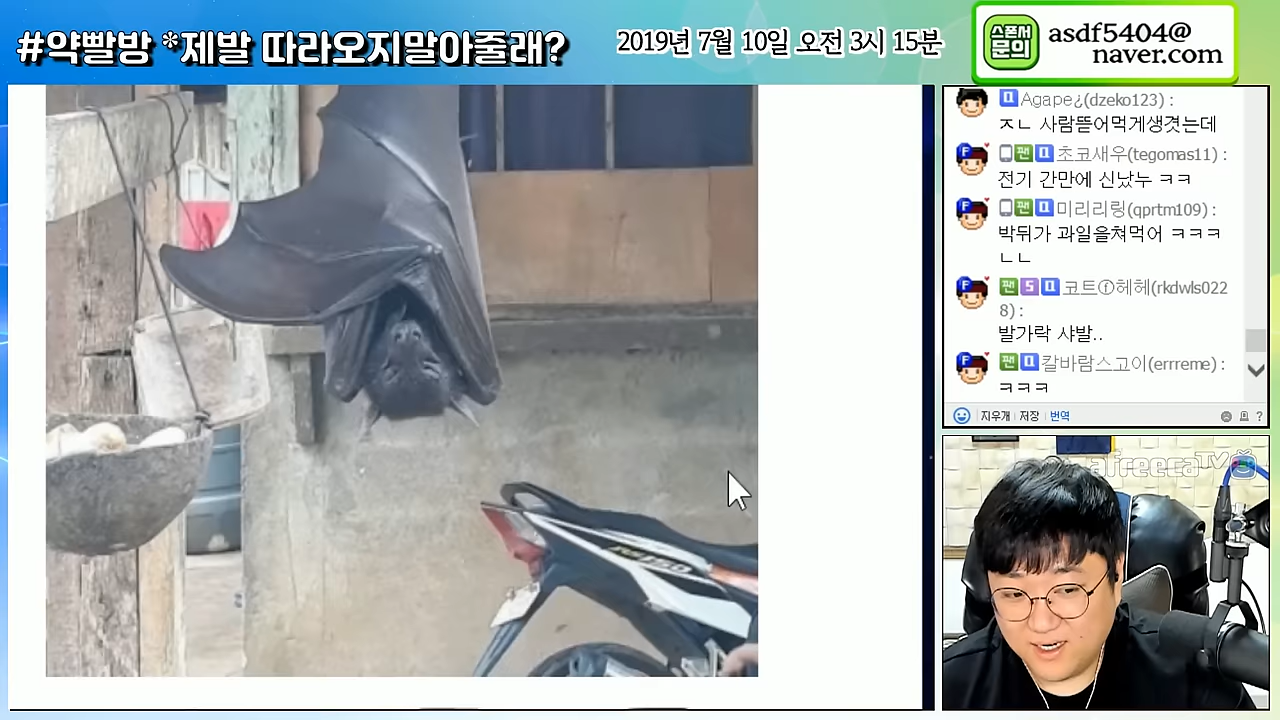 #약빨방 *제발 따라오지말아줄래?
2019년 7월 10일 오전 3시 15분
스폰서
문의
asdf5404@
naver.com
Agape¿(dzeko123) :
ㅈㄴ 사람뜯어먹게생겻는데
팬 초코새우(tegomas11) :
전기 간만에 신났누 ㅋㅋ
팬 미리리링(qprtm109) :
박뒤가 과일을쳐먹어 ㅋㅋㅋ
ㄴㄴ
팬 S 코트ⓕ헤헤(rkdwls022
8) :
발가락 샤발..
팬 칼바람스고이(errreme) :
ㅋㅋㅋ
지우개 저장 번역
?
afreecaTV
M150